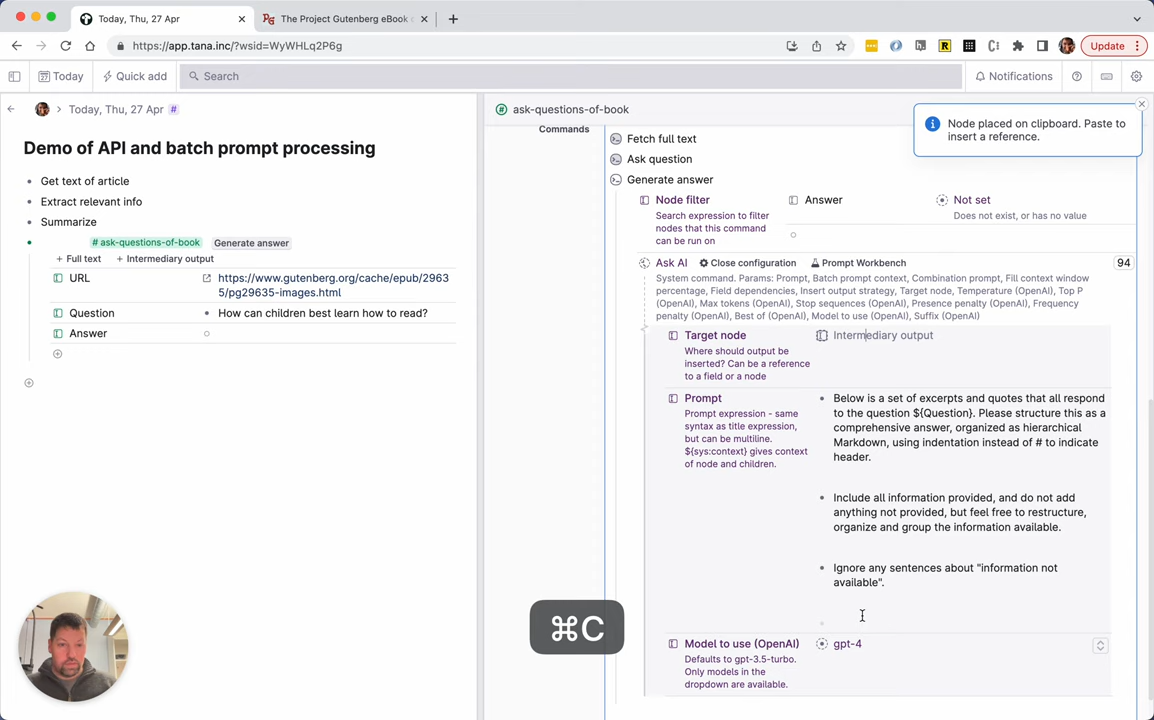 Today, Thu, 27 Apr
The Project Gutenberg eBook
https://app.tana.inc/?wsid=WyWHLq2P6g
Update
Today
Quick add
Search
Notifications
Today, Thu, 27 Apr #
Demo of API and batch prompt processing
Get text of article
Extract relevant info
Summarize
# ask-questions-of-book Generate answer
+ Full text + Intermediary output
URL
https://www.gutenberg.org/cache/epub/2963
5/pg29635-images.html
Question
How can children best learn how to read?
Answer
ask-questions-of-book
Node placed on clipboard. Paste to
insert a reference.
Commands
Fetch full text
Ask question
Generate answer
Node filter
Search expression to filter
nodes that this command
can be run on
Answer
Not set
Does not exist, or has no value
Ask AI Close configuration Prompt Workbench 94
System command. Params: Prompt, Batch prompt context, Combination prompt, Fill context window
percentage, Field dependencies, Insert output strategy, Target node, Temperature (OpenAI), Top P
(OpenAI), Max tokens (OpenAI), Stop sequences (OpenAI), Presence penalty (OpenAI), Frequency
penalty (OpenAI), Best of (OpenAI), Model to use (OpenAI), Suffix (OpenAI)
Target node
Where should output be
inserted? Can be a reference
to a field or a node
Intermediary output
Prompt
Prompt expression - same
syntax as title expression,
but can be multiline.
${sys:context} gives context
of node and children.
Below is a set of excerpts and quotes that all respond
to the question ${Question}. Please structure this as a
comprehensive answer, organized as hierarchical
Markdown, using indentation instead of # to indicate
header.
Include all information provided, and do not add
anything not provided, but feel free to restructure,
organize and group the information available.
Ignore any sentences about "information not
available".
⌘C
Model to use (OpenAI)
Defaults to gpt-3.5-turbo.
Only models in the
dropdown are available.
gpt-4